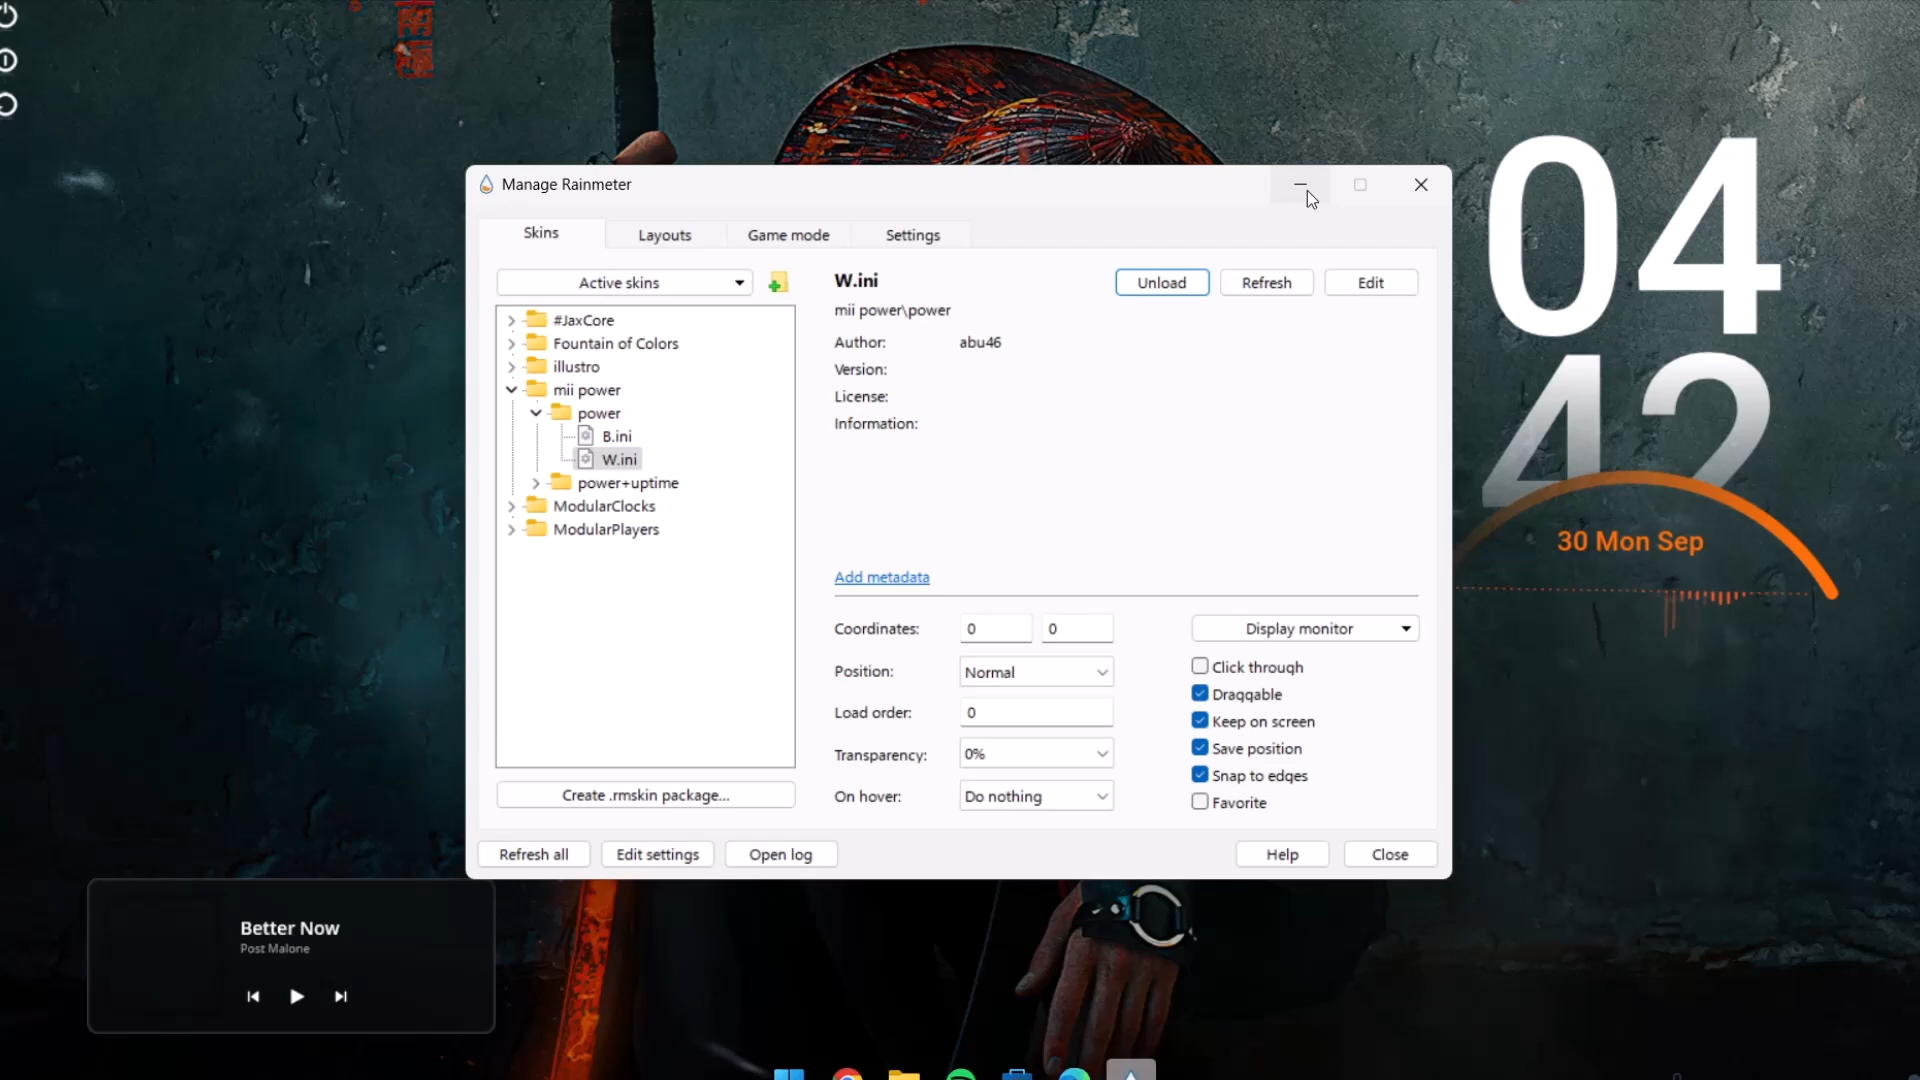 南
極
Manage Rainmeter
Skins
Layouts
Game mode
Settings
Active skins
#JaxCore
Fountain of Colors
illustro
mii power
power
B.ini
W.ini
power+uptime
ModularClocks
ModularPlayers
Create .rmskin package...
W.ini
Unload
Refresh
Edit
mii power\power
Author: abu46
Version:
License:
Information:
Add metadata
Coordinates: 0 0
Display monitor
Position: Normal
Load order: 0
Transparency: 0%
On hover: Do nothing
Click through
Draggable
Keep on screen
Save position
Snap to edges
Favorite
Refresh all
Edit settings
Open log
Help
Close
04
42
30 Mon Sep
Better Now
Post Malone